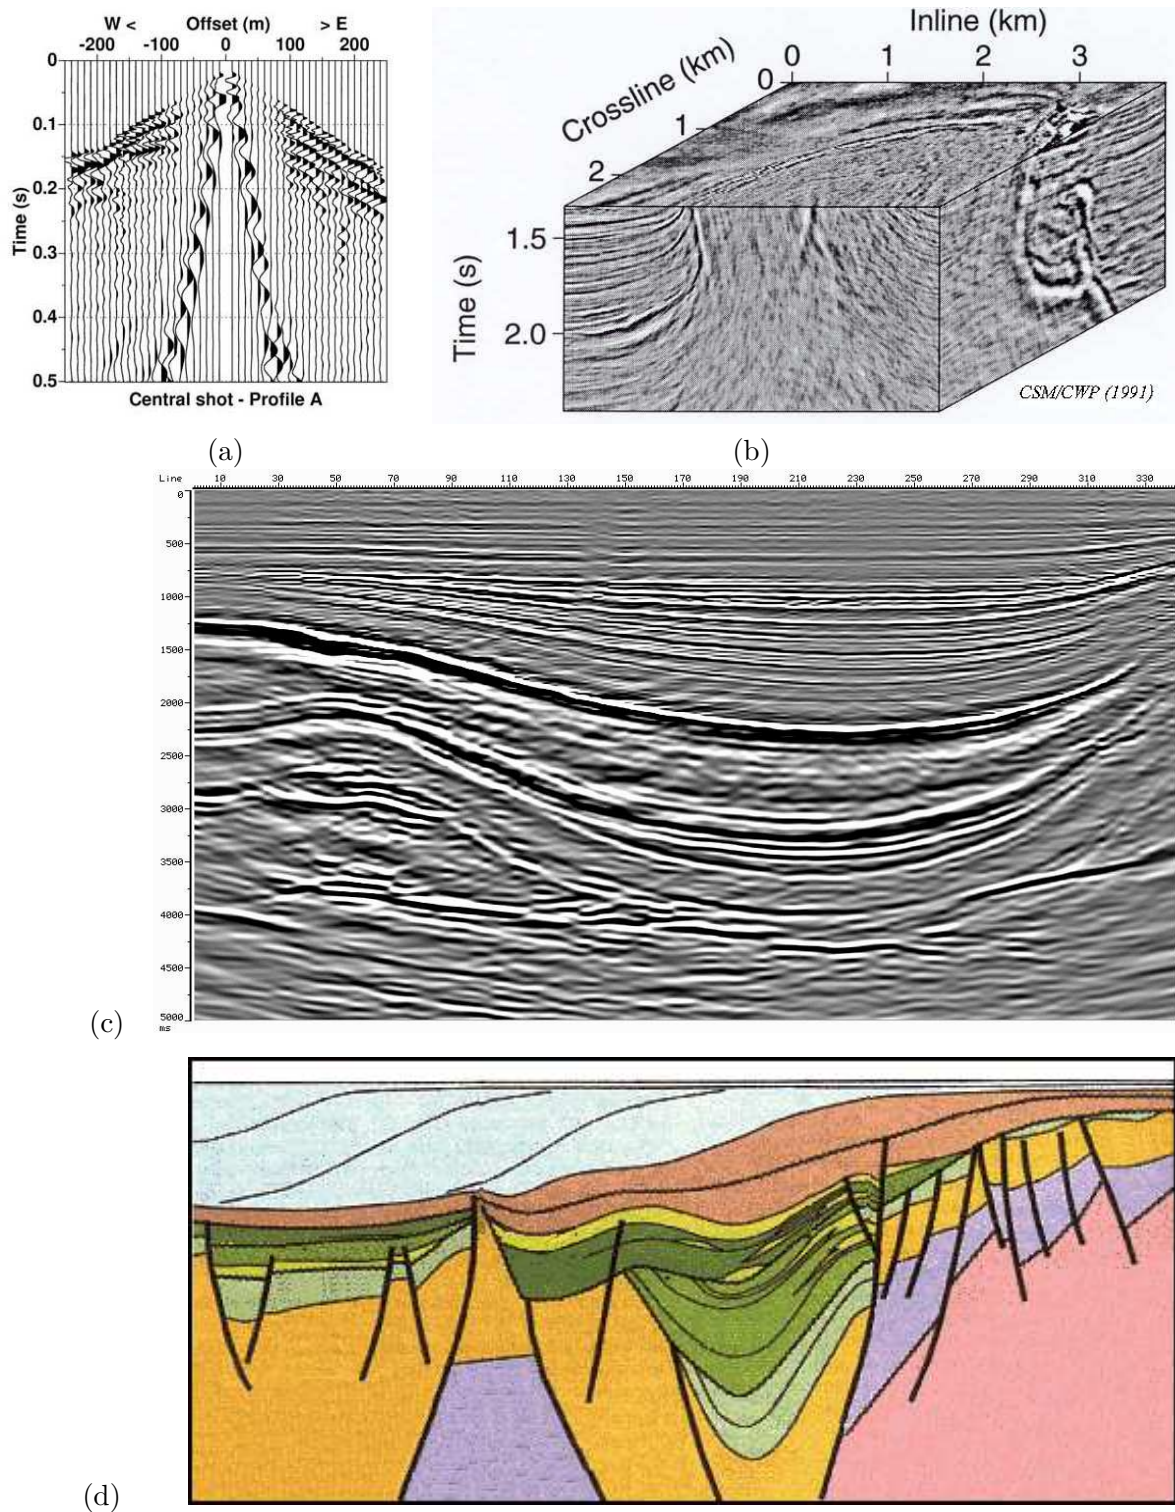 W < Offset (m) > E
-200 -100 0 100 200
0
0.1
0.2
0.3
0.4
0.5
Time (s)
Central shot - Profile A
(a)
Inline (km)
0 1 2 3
Crossline (km)
0
1
2
1.5
2.0
Time (s)
CSM/CWP (1991)
(b)
Line 10 30 50 70 90 110 130 150 170 190 210 230 250 270 290 310 330
0
500
1000
1500
2000
2500
3000
3500
4000
4500
5000
ms
(c)
(d)